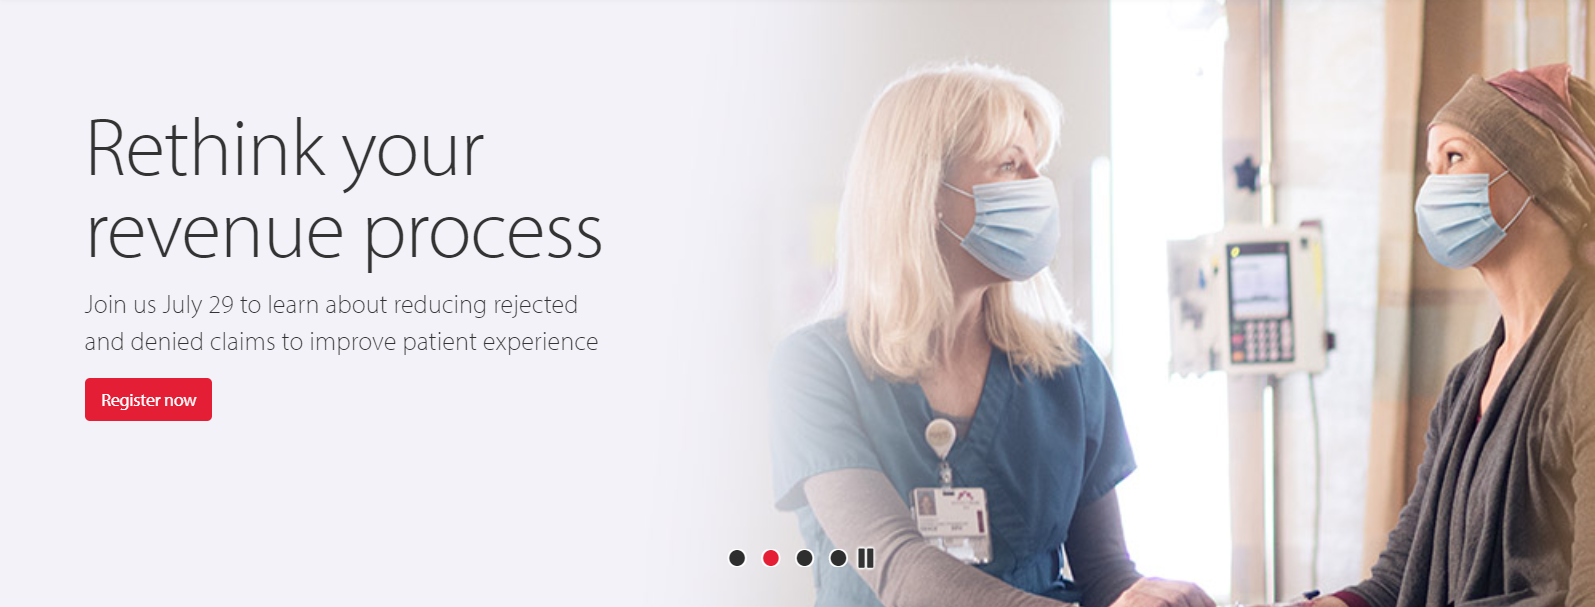 Rethink your
revenue process
Join us July 29 to learn about reducing rejected
and denied claims to improve patient experience
Register now